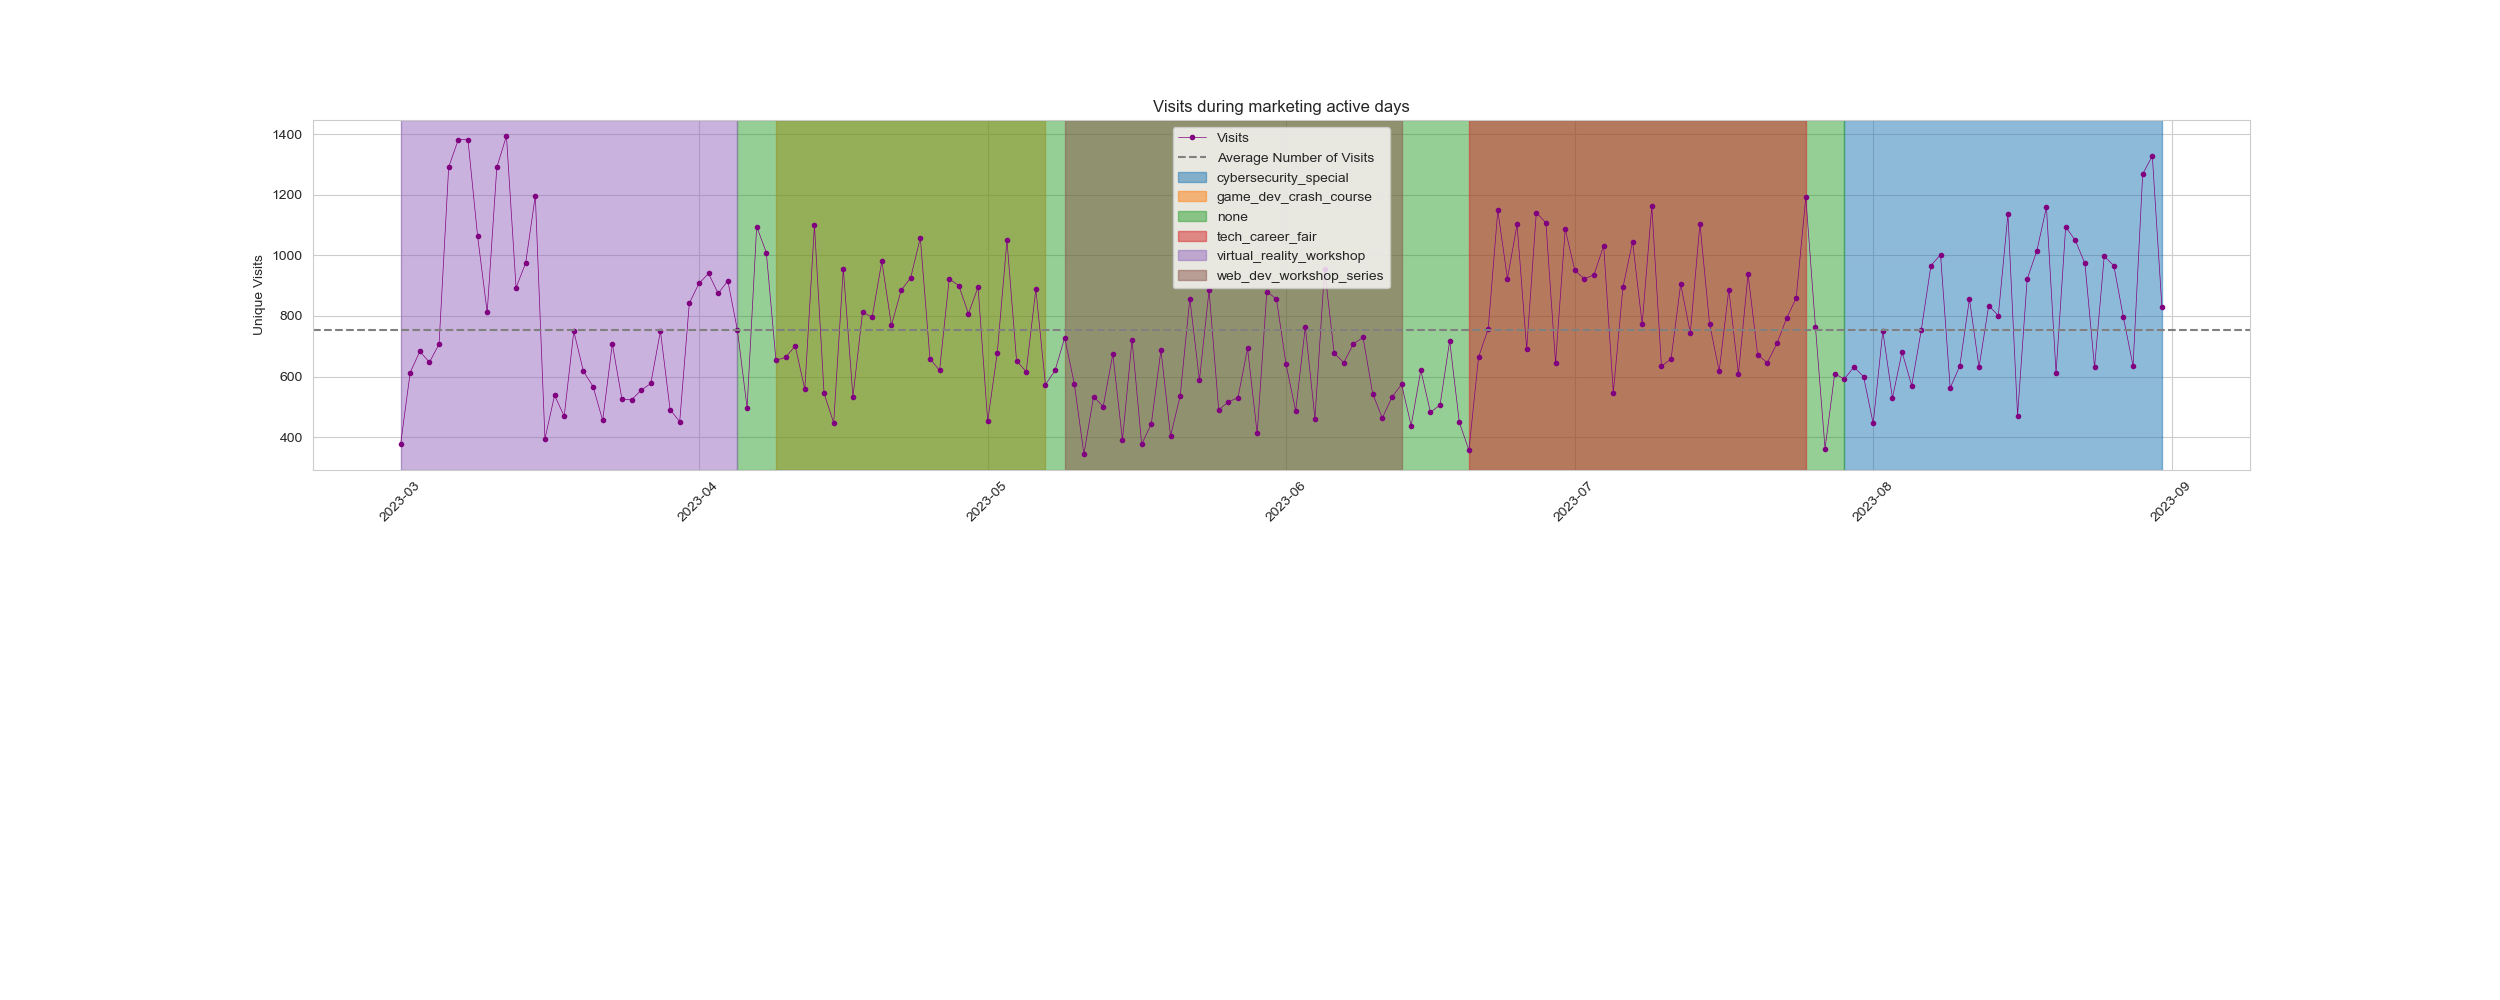 Visits during marketing active days
Unique Visits
1400
1200
1000
800
600
400
Visits
Average Number of Visits
cybersecurity_special
game_dev_crash_course
none
tech_career_fair
virtual_reality_workshop
web_dev_workshop_series
2023-03
2023-04
2023-05
2023-06
2023-07
2023-08
2023-09